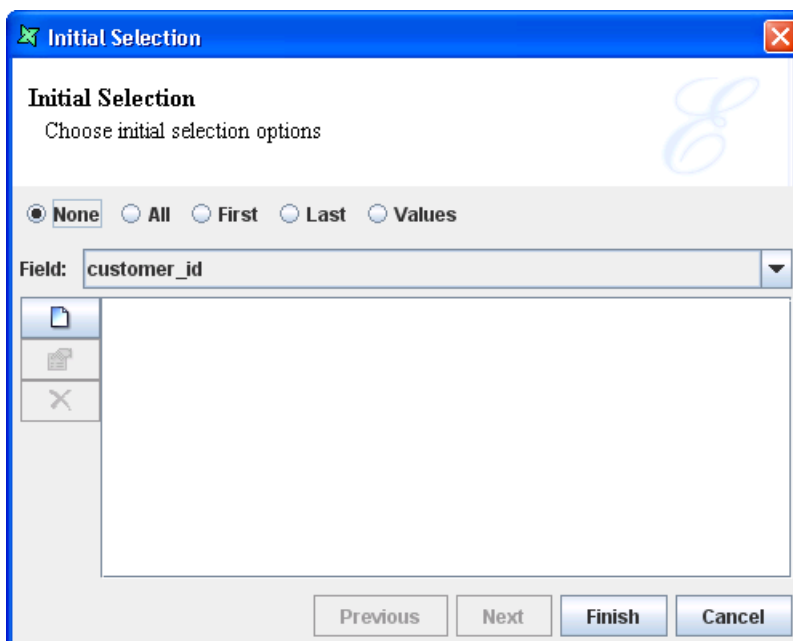 Initial Selection
Initial Selection
Choose initial selection options
None All First Last Values
Field: customer_id
Previous Next Finish Cancel